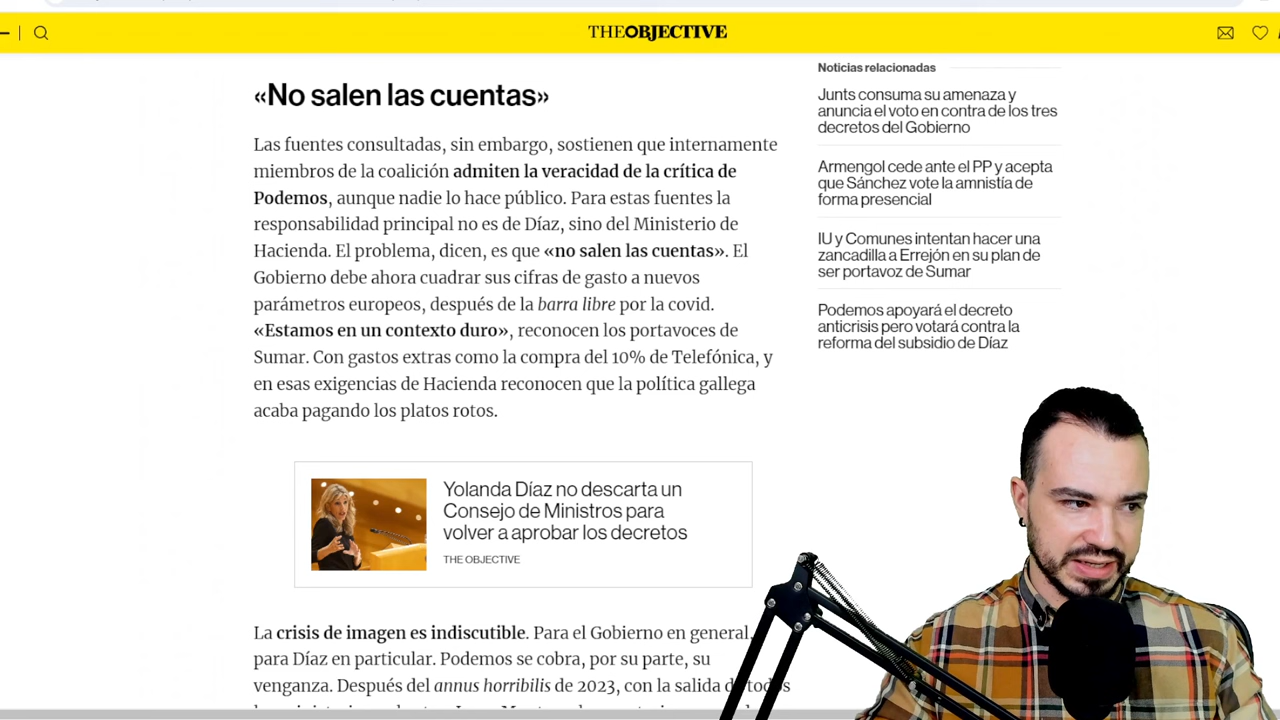 THEOBJECTIVE
«No salen las cuentas»
Las fuentes consultadas, sin embargo, sostienen que internamente
miembros de la coalición admiten la veracidad de la crítica de
Podemos, aunque nadie lo hace público. Para estas fuentes la
responsabilidad principal no es de Díaz, sino del Ministerio de
Hacienda. El problema, dicen, es que «no salen las cuentas». El
Gobierno debe ahora cuadrar sus cifras de gasto a nuevos
parámetros europeos, después de la barra libre por la covid.
«Estamos en un contexto duro», reconocen los portavoces de
Sumar. Con gastos extras como la compra del 10% de Telefónica, y
en esas exigencias de Hacienda reconocen que la política gallega
acaba pagando los platos rotos.
Yolanda Díaz no descarta un
Consejo de Ministros para
volver a aprobar los decretos
THE OBJECTIVE
La crisis de imagen es indiscutible. Para el Gobierno en general,
para Díaz en particular. Podemos se cobra, por su parte, su
venganza. Después del annus horribilis de 2023, con la salida de todos
Noticias relacionadas
Junts consuma su amenaza y
anuncia el voto en contra de los tres
decretos del Gobierno
Armengol cede ante el PP y acepta
que Sánchez vote la amnistía de
forma presencial
IU y Comunes intentan hacer una
zancadilla a Errejón en su plan de
ser portavoz de Sumar
Podemos apoyará el decreto
anticrisis pero votará contra la
reforma del subsidio de Díaz